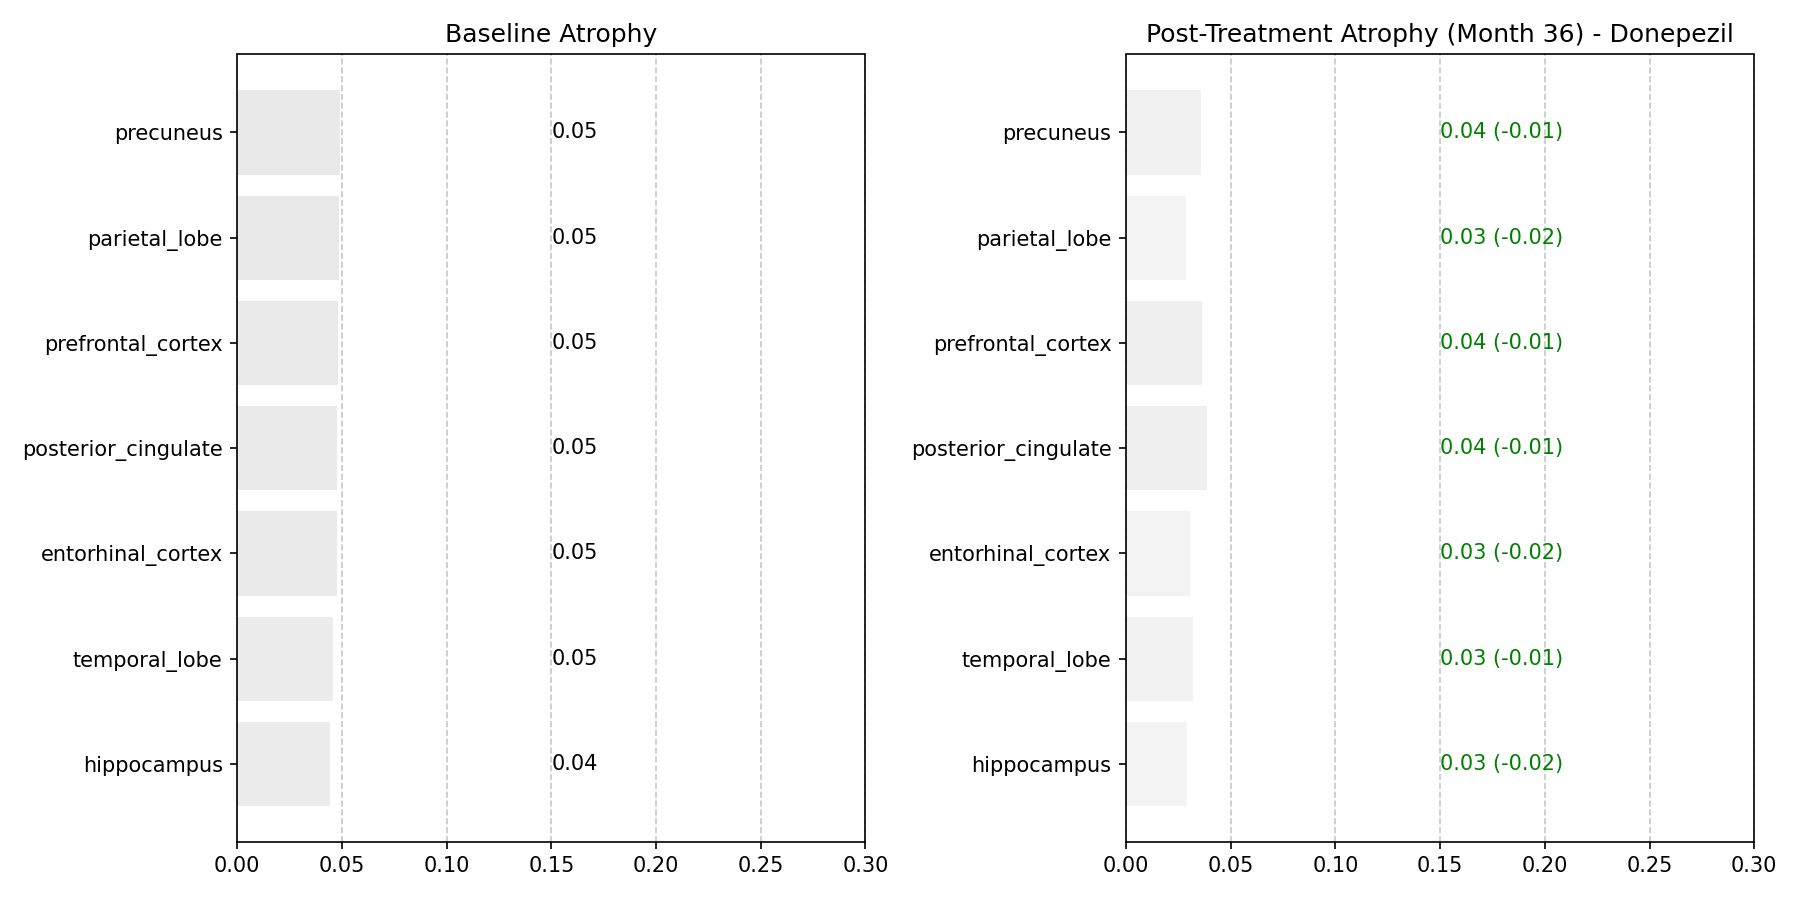 Baseline Atrophy
precuneus 0.05
parietal_lobe 0.05
prefrontal_cortex 0.05
posterior_cingulate 0.05
entorhinal_cortex 0.05
temporal_lobe 0.05
hippocampus 0.04
0.00 0.05 0.10 0.15 0.20 0.25 0.30
Post-Treatment Atrophy (Month 36) - Donepezil
precuneus 0.04 (-0.01)
parietal_lobe 0.03 (-0.02)
prefrontal_cortex 0.04 (-0.01)
posterior_cingulate 0.04 (-0.01)
entorhinal_cortex 0.03 (-0.02)
temporal_lobe 0.03 (-0.01)
hippocampus 0.03 (-0.02)
0.00 0.05 0.10 0.15 0.20 0.25 0.30